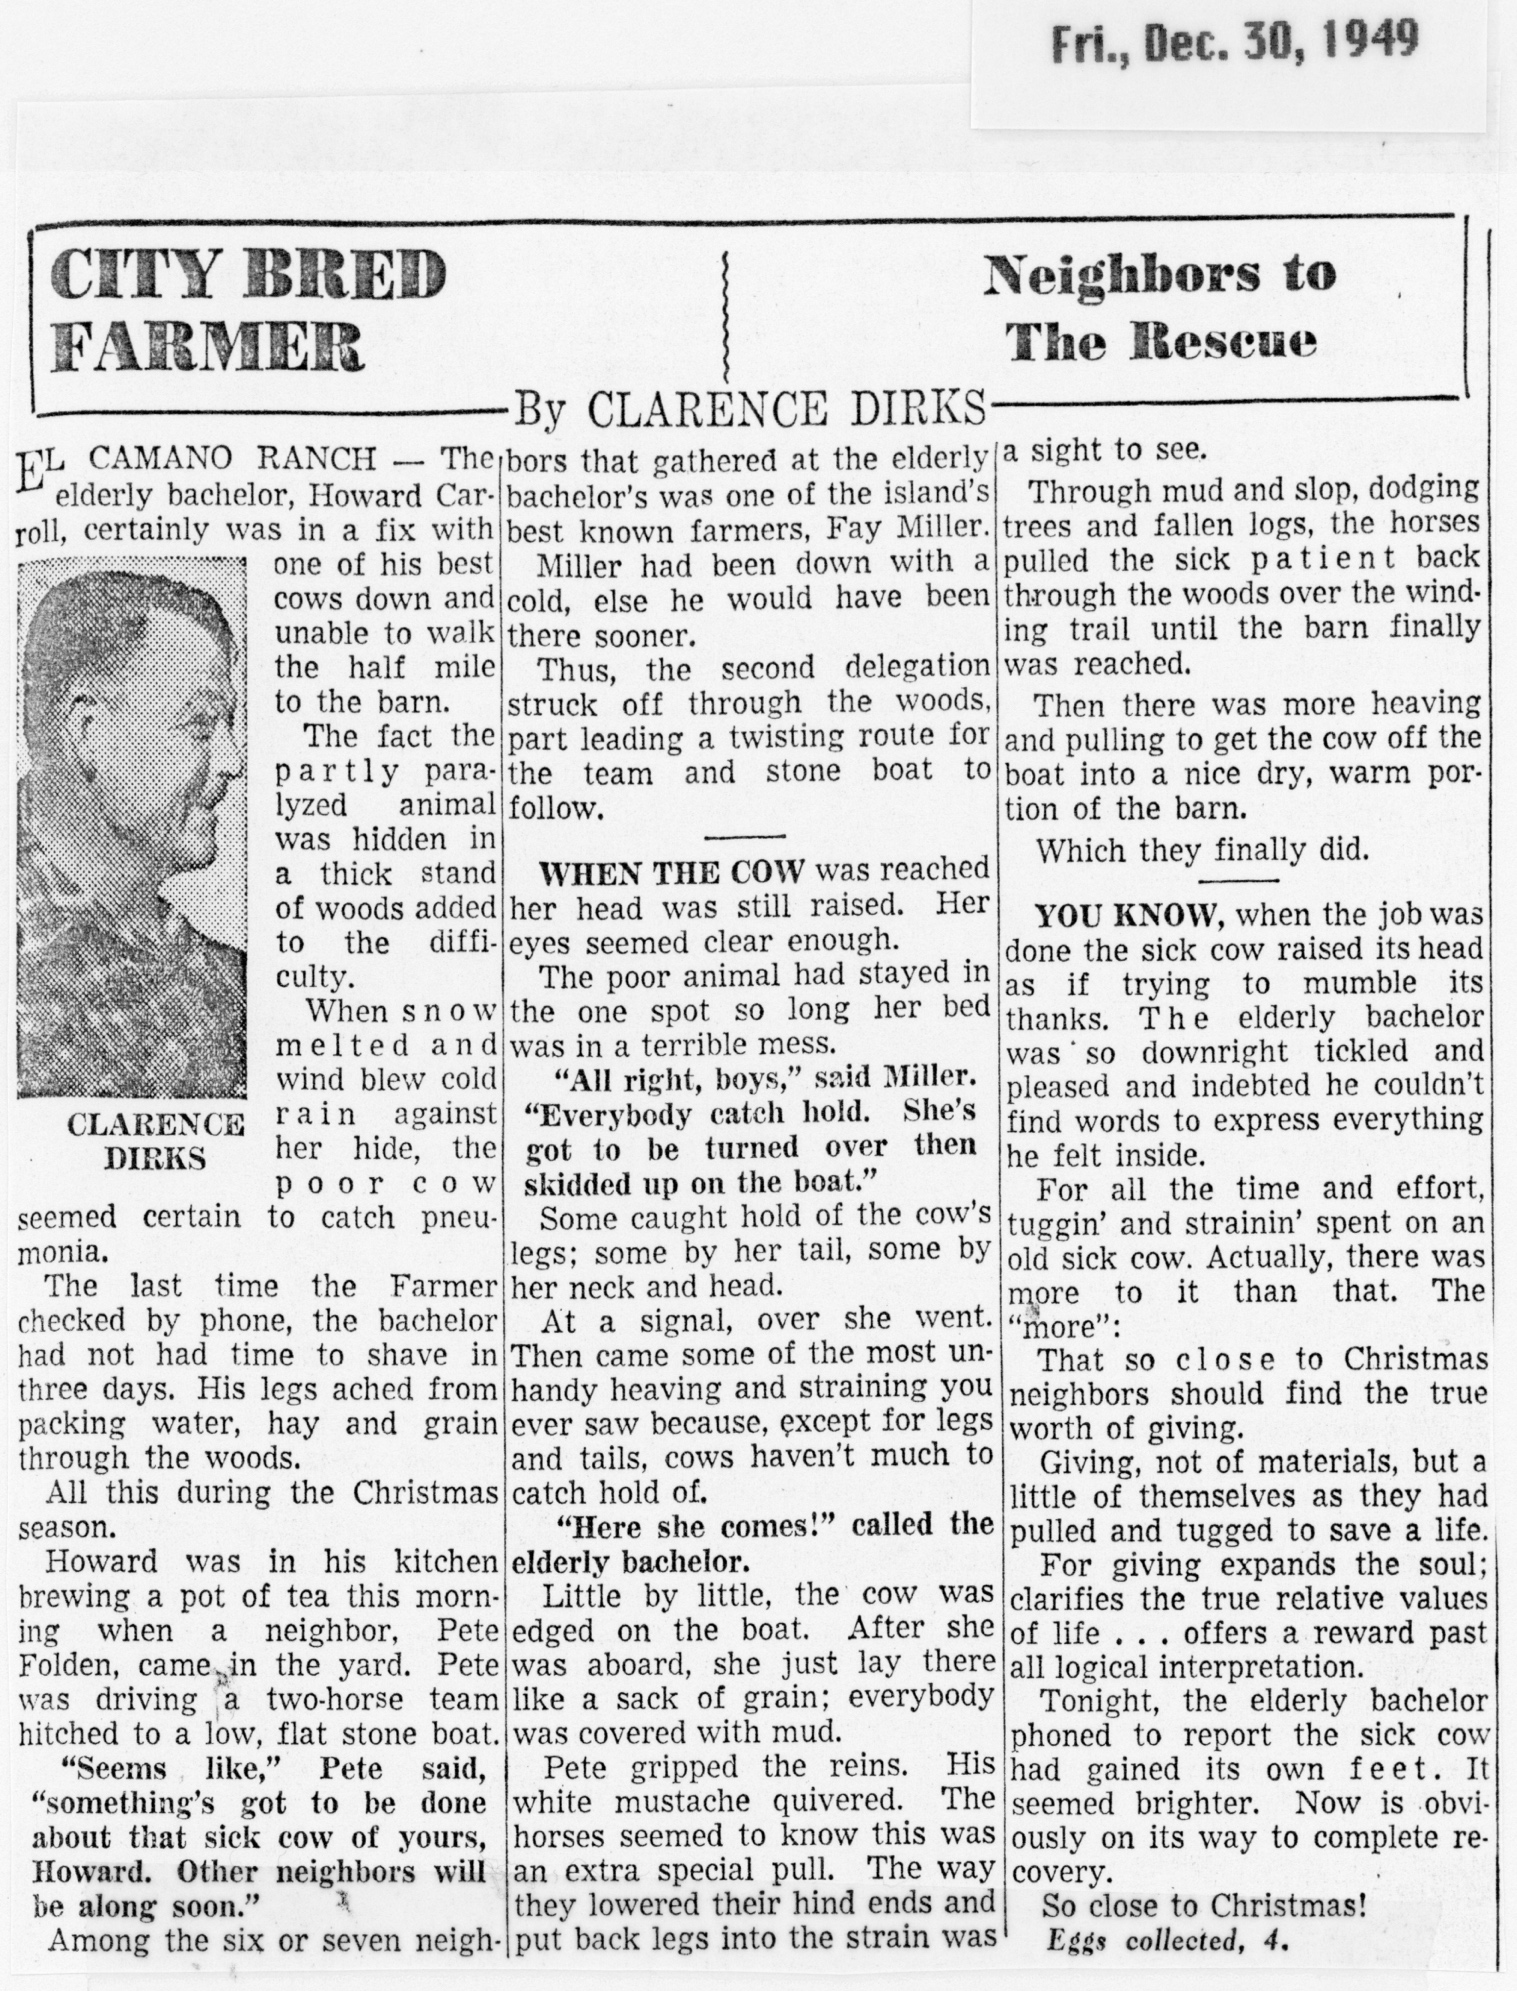 Fri., Dec. 30, 1949
CITY BRED
FARMER
Neighbors to
The Rescue
By CLARENCE DIRKS
EL CAMANO RANCH — The
elderly bachelor, Howard Car-
roll, certainly was in a fix with
one of his best
cows down and
unable to walk
the half mile
to the barn.
The fact the
partly para-
lyzed animal
was hidden in
a thick stand
of woods added
to the diffi-
culty.
When snow
melted and
wind blew cold
rain against
her hide, the
poor cow
CLARENCE
DIRKS
seemed certain to catch pneu-
monia.
The last time the Farmer
checked by phone, the bachelor
had not had time to shave in
three days. His legs ached from
packing water, hay and grain
through the woods.
All this during the Christmas
season.
Howard was in his kitchen
brewing a pot of tea this morn-
ing when a neighbor, Pete
Folden, came in the yard. Pete
was driving a two-horse team
hitched to a low, flat stone boat.
“Seems like,” Pete said,
“something's got to be done
about that sick cow of yours,
Howard. Other neighbors will
be along soon.”
Among the six or seven neigh-
bors that gathered at the elderly
bachelor's was one of the island's
best known farmers, Fay Miller.
Miller had been down with a
cold, else he would have been
there sooner.
Thus, the second delegation
struck off through the woods,
part leading a twisting route for
the team and stone boat to
follow.
WHEN THE COW was reached
her head was still raised. Her
eyes seemed clear enough.
The poor animal had stayed in
the one spot so long her bed
was in a terrible mess.
“All right, boys,” said Miller.
“Everybody catch hold. She's
got to be turned over then
skidded up on the boat.”
Some caught hold of the cow's
legs; some by her tail, some by
her neck and head.
At a signal, over she went.
Then came some of the most un-
handy heaving and straining you
ever saw because, except for legs
and tails, cows haven't much to
catch hold of.
“Here she comes!” called the
elderly bachelor.
Little by little, the cow was
edged on the boat. After she
was aboard, she just lay there
like a sack of grain; everybody
was covered with mud.
Pete gripped the reins. His
white mustache quivered. The
horses seemed to know this was
an extra special pull. The way
they lowered their hind ends and
put back legs into the strain was
a sight to see.
Through mud and slop, dodging
trees and fallen logs, the horses
pulled the sick patient back
through the woods over the wind-
ing trail until the barn finally
was reached.
Then there was more heaving
and pulling to get the cow off the
boat into a nice dry, warm por-
tion of the barn.
Which they finally did.
YOU KNOW, when the job was
done the sick cow raised its head
as if trying to mumble its
thanks. The elderly bachelor
was so downright tickled and
pleased and indebted he couldn't
find words to express everything
he felt inside.
For all the time and effort,
tuggin' and strainin' spent on an
old sick cow. Actually, there was
more to it than that. The
“more”:
That so close to Christmas
neighbors should find the true
worth of giving.
Giving, not of materials, but a
little of themselves as they had
pulled and tugged to save a life.
For giving expands the soul;
clarifies the true relative values
of life . . . offers a reward past
all logical interpretation.
Tonight, the elderly bachelor
phoned to report the sick cow
had gained its own feet. It
seemed brighter. Now is obvi-
ously on its way to complete re-
covery.
So close to Christmas!
Eggs collected, 4.